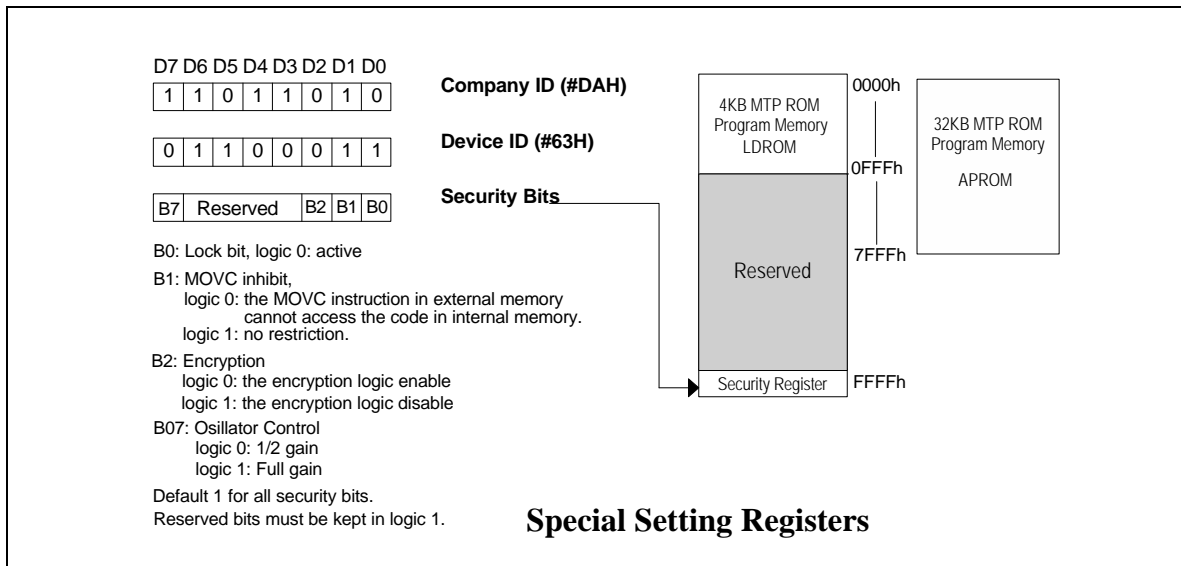 D7 D6 D5 D4 D3 D2 D1 D0
1 1 0 1 1 0 1 0
Company ID (#DAH)
0 1 1 0 0 0 1 1
Device ID (#63H)
B7 Reserved B2 B1 B0
Security Bits
B0: Lock bit, logic 0: active
B1: MOVC inhibit,
logic 0: the MOVC instruction in external memory
cannot access the code in internal memory.
logic 1: no restriction.
B2: Encryption
logic 0: the encryption logic enable
logic 1: the encryption logic disable
B07: Osillator Control
logic 0: 1/2 gain
logic 1: Full gain
Default 1 for all security bits.
Reserved bits must be kept in logic 1.
4KB MTP ROM
Program Memory
LDROM
Reserved
Security Register
0000h
0FFFh
7FFFh
FFFFh
32KB MTP ROM
Program Memory
APROM
Special Setting Registers